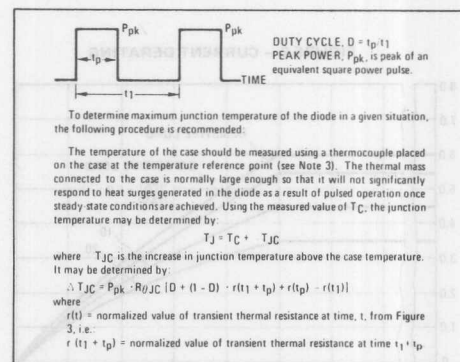 Ppk
Ppk
tp
TIME
t1
DUTY CYCLE, D = tp/t1
PEAK POWER, Ppk, is peak of an
equivalent square power pulse.
To determine maximum junction temperature of the diode in a given situation,
the following procedure is recommended:
The temperature of the case should be measured using a thermocouple placed
on the case at the temperature reference point (see Note 3). The thermal mass
connected to the case is normally large enough so that it will not significantly
respond to heat surges generated in the diode as a result of pulsed operation once
steady-state conditions are achieved. Using the measured value of TC, the junction
temperature may be determined by:
TJ = TC + TJC
where TJC is the increase in junction temperature above the case temperature.
It may be determined by:
∴ TJC = Ppk · RθJC [D + (1 - D) · r(t1 + tp) + r(tp) - r(t1)]
where
r(t) = normalized value of transient thermal resistance at time, t, from Figure
3, i.e.:
r (t1 + tp) = normalized value of transient thermal resistance at time t1 + tp